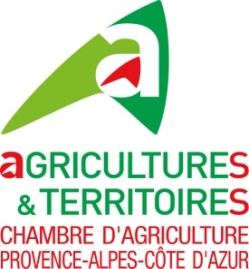 a
aGRICULTURES
& TERRITOIRES
CHAMBRE D'AGRICULTURE
PROVENCE-ALPES-CÔTE D'AZUR